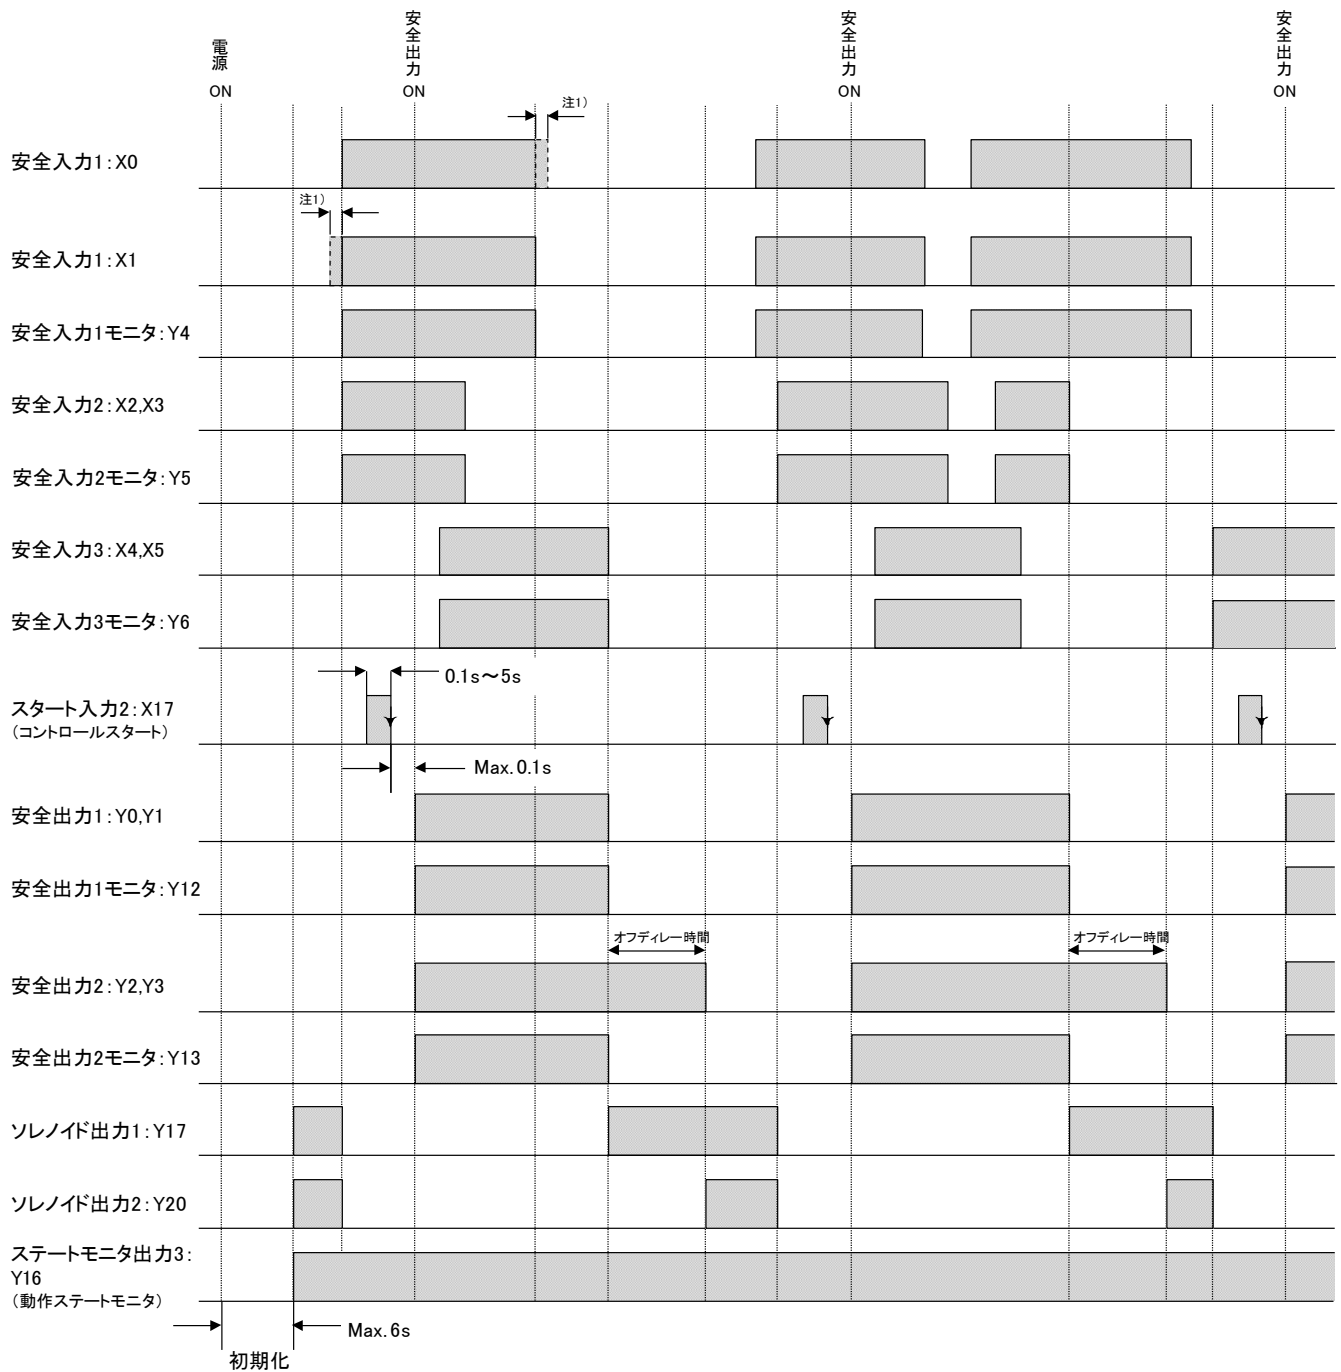 電源
ON
安全出力
ON
安全出力
ON
安全出力
ON
注1)
安全入力1:X0
注1)
安全入力1:X1
安全入力1モニタ:Y4
安全入力2:X2,X3
安全入力2モニタ:Y5
安全入力3:X4,X5
安全入力3モニタ:Y6
0.1s～5s
スタート入力2:X17
(コントロールスタート)
Max.0.1s
安全出力1:Y0,Y1
安全出力1モニタ:Y12
オフディレー時間
オフディレー時間
安全出力2:Y2,Y3
安全出力2モニタ:Y13
ソレノイド出力1:Y17
ソレノイド出力2:Y20
ステートモニタ出力3:
Y16
(動作ステートモニタ)
Max.6s
初期化